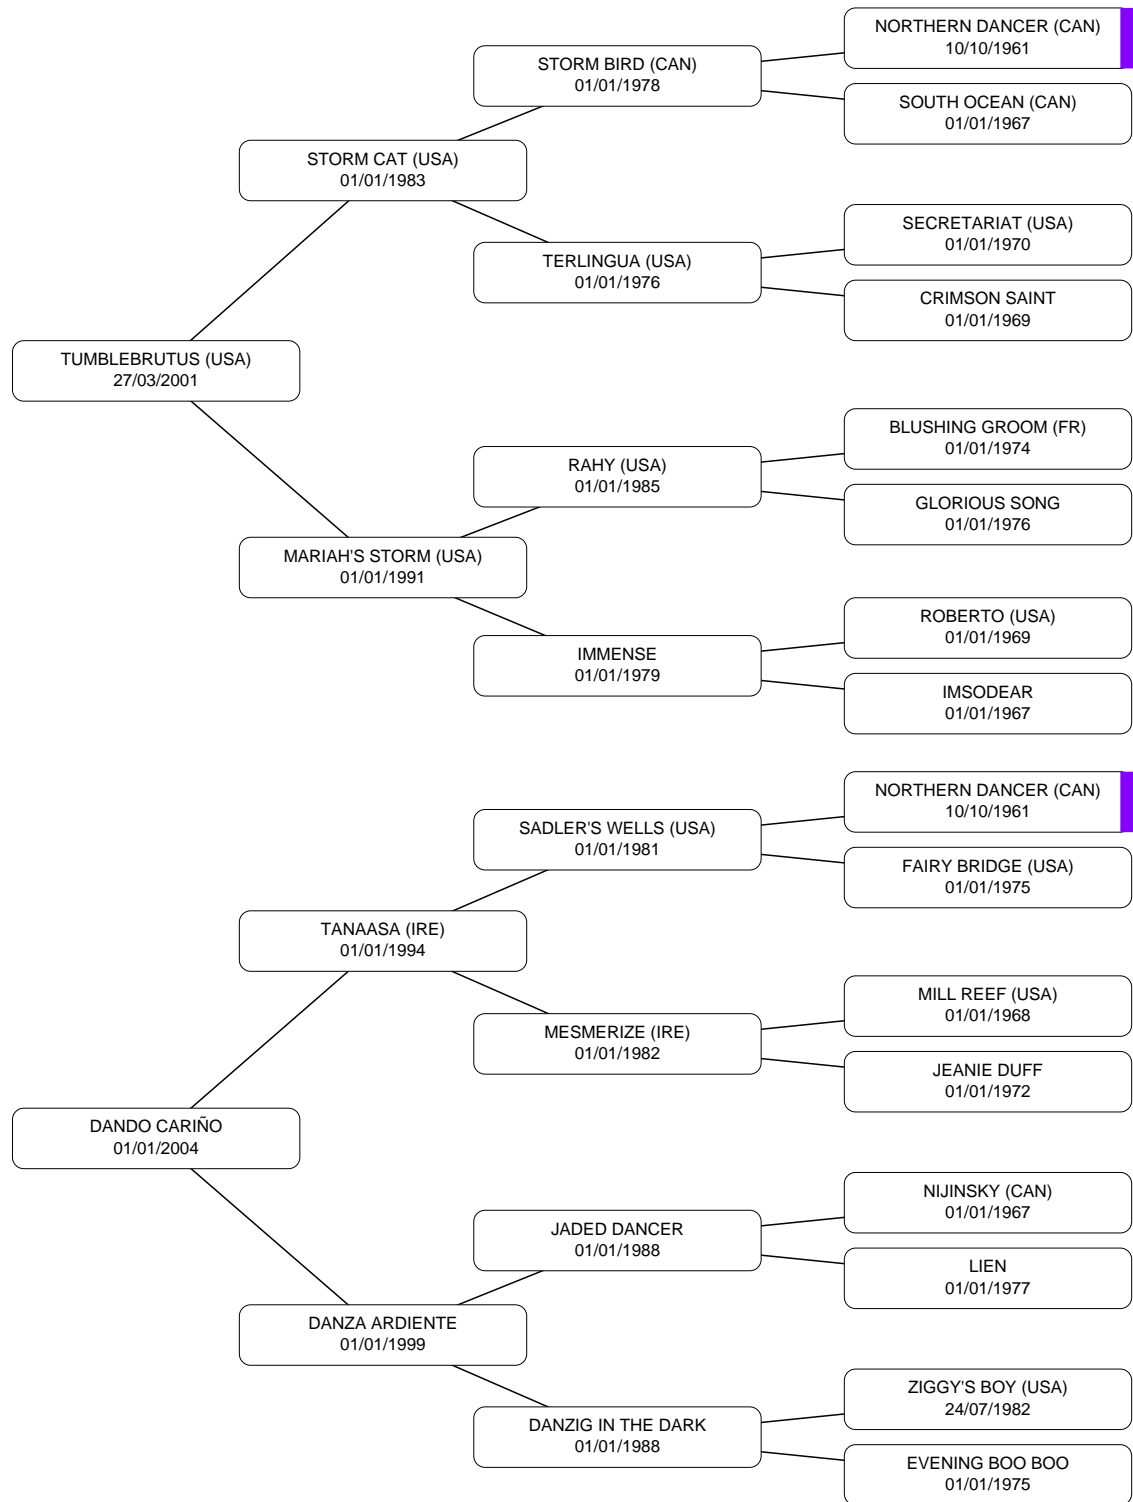 NORTHERN DANCER (CAN)
10/10/1961
STORM BIRD (CAN)
01/01/1978
SOUTH OCEAN (CAN)
01/01/1967
STORM CAT (USA)
01/01/1983
SECRETARIAT (USA)
01/01/1970
TERLINGUA (USA)
01/01/1976
CRIMSON SAINT
01/01/1969
TUMBLEBRUTUS (USA)
27/03/2001
BLUSHING GROOM (FR)
01/01/1974
RAHY (USA)
01/01/1985
GLORIOUS SONG
01/01/1976
MARIAH'S STORM (USA)
01/01/1991
ROBERTO (USA)
01/01/1969
IMMENSE
01/01/1979
IMSODEAR
01/01/1967
NORTHERN DANCER (CAN)
10/10/1961
SADLER'S WELLS (USA)
01/01/1981
FAIRY BRIDGE (USA)
01/01/1975
TANAASA (IRE)
01/01/1994
MILL REEF (USA)
01/01/1968
MESMERIZE (IRE)
01/01/1982
JEANIE DUFF
01/01/1972
DANDO CARIÑO
01/01/2004
NIJINSKY (CAN)
01/01/1967
JADED DANCER
01/01/1988
LIEN
01/01/1977
DANZA ARDIENTE
01/01/1999
ZIGGY'S BOY (USA)
24/07/1982
DANZIG IN THE DARK
01/01/1988
EVENING BOO BOO
01/01/1975